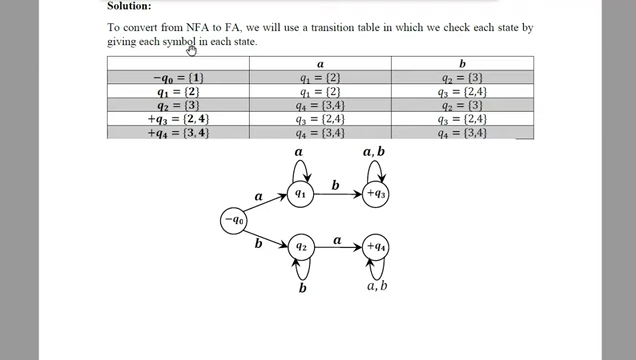 Solution:
To convert from NFA to FA, we will use a transition table in which we check each state by
giving each symbol in each state.
a b
−q₀ = {1} q₁ = {2} q₂ = {3}
q₁ = {2} q₁ = {2} q₃ = {2,4}
q₂ = {3} q₄ = {3,4} q₂ = {3}
+q₃ = {2,4} q₃ = {2,4} q₃ = {2,4}
+q₄ = {3,4} q₄ = {3,4} q₄ = {3,4}
a a, b
a q₁ b +q₃
−q₀
b q₂ a +q₄
b a, b